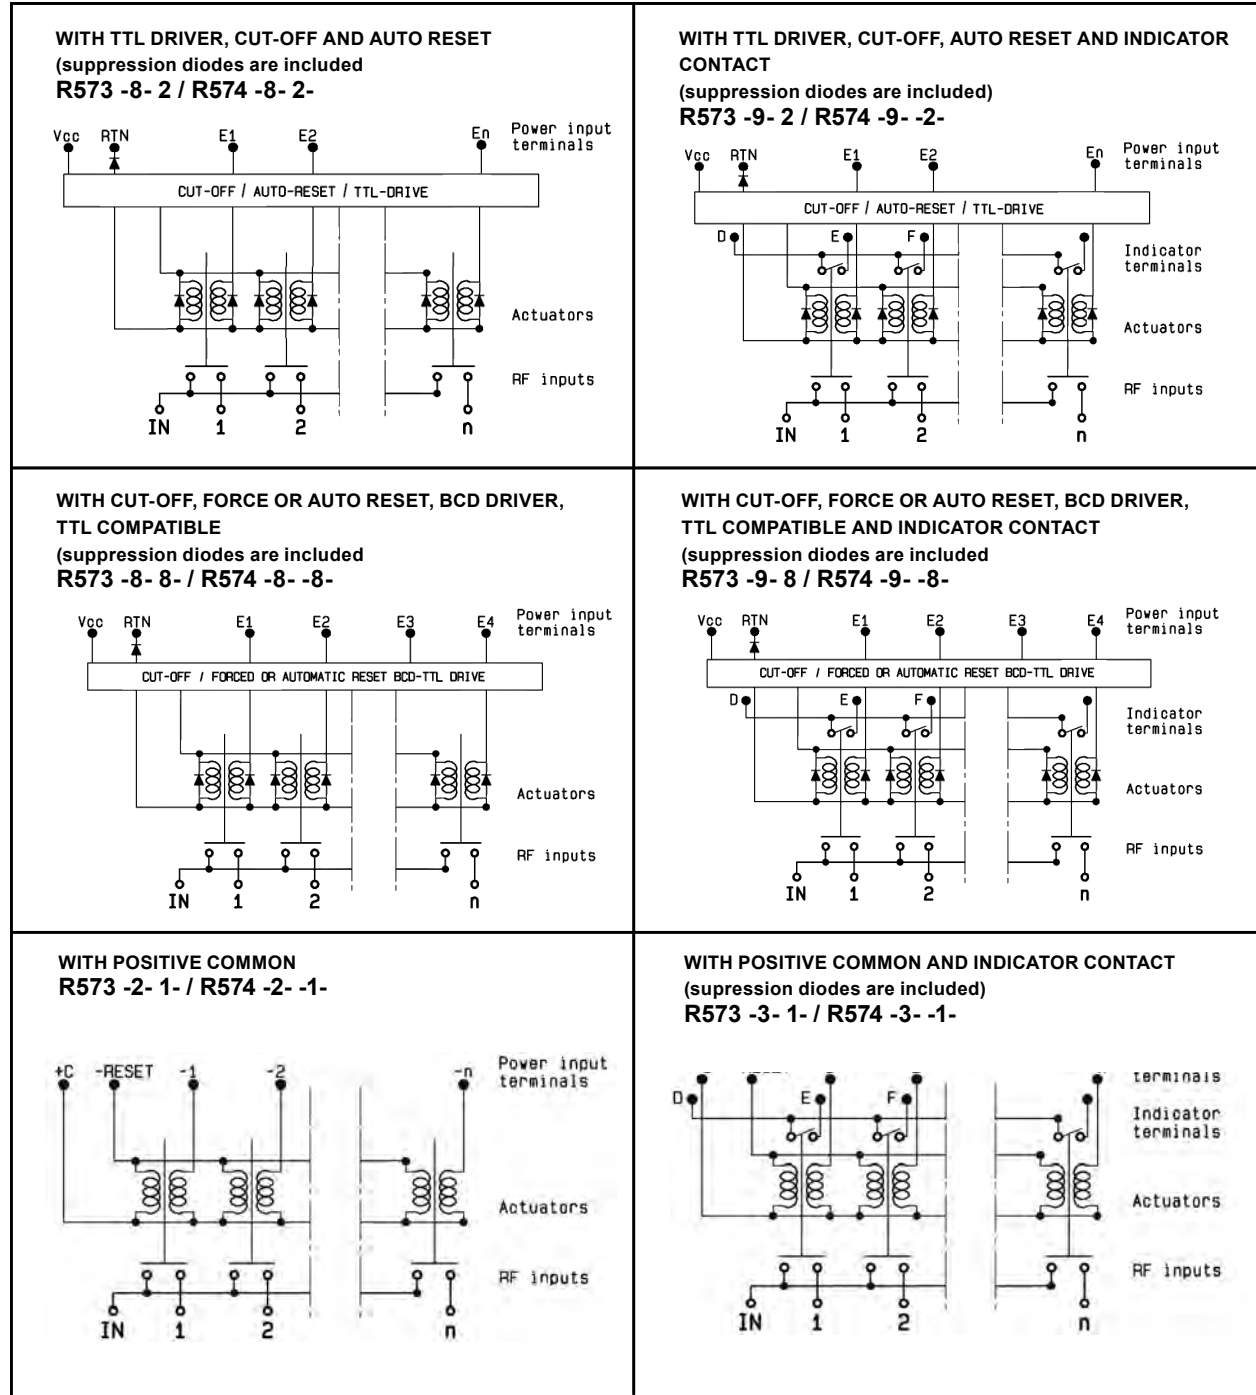 WITH TTL DRIVER, CUT-OFF AND AUTO RESET
(suppression diodes are included
R573 -8- 2 / R574 -8- 2-
Vcc RTN E1 E2 En Power input
terminals
CUT-OFF / AUTO-RESET / TTL-DRIVE
Actuators
RF inputs
IN 1 2 n
WITH TTL DRIVER, CUT-OFF, AUTO RESET AND INDICATOR
CONTACT
(suppression diodes are included)
R573 -9- 2 / R574 -9- -2-
Vcc RTN E1 E2 En Power input
terminals
CUT-OFF / AUTO-RESET / TTL-DRIVE
D E F Indicator
terminals
Actuators
RF inputs
IN 1 2 n
WITH CUT-OFF, FORCE OR AUTO RESET, BCD DRIVER,
TTL COMPATIBLE
(suppression diodes are included
R573 -8- 8- / R574 -8- -8-
Vcc RTN E1 E2 E3 E4 Power input
terminals
CUT-OFF / FORCED OR AUTOMATIC RESET BCD-TTL DRIVE
Actuators
RF inputs
IN 1 2 n
WITH CUT-OFF, FORCE OR AUTO RESET, BCD DRIVER,
TTL COMPATIBLE AND INDICATOR CONTACT
(suppression diodes are included
R573 -9- 8 / R574 -9- -8-
Vcc RTN E1 E2 E3 E4 Power input
terminals
CUT-OFF / FORCED OR AUTOMATIC RESET BCD-TTL DRIVE
D E F Indicator
terminals
Actuators
RF inputs
IN 1 2 n
WITH POSITIVE COMMON
R573 -2- 1- / R574 -2- -1-
+C -RESET -1 -2 -n Power input
terminals
Actuators
RF inputs
IN 1 2 n
WITH POSITIVE COMMON AND INDICATOR CONTACT
(supression diodes are included)
R573 -3- 1- / R574 -3- -1-
terminals
D E F Indicator
terminals
Actuators
RF inputs
IN 1 2 n